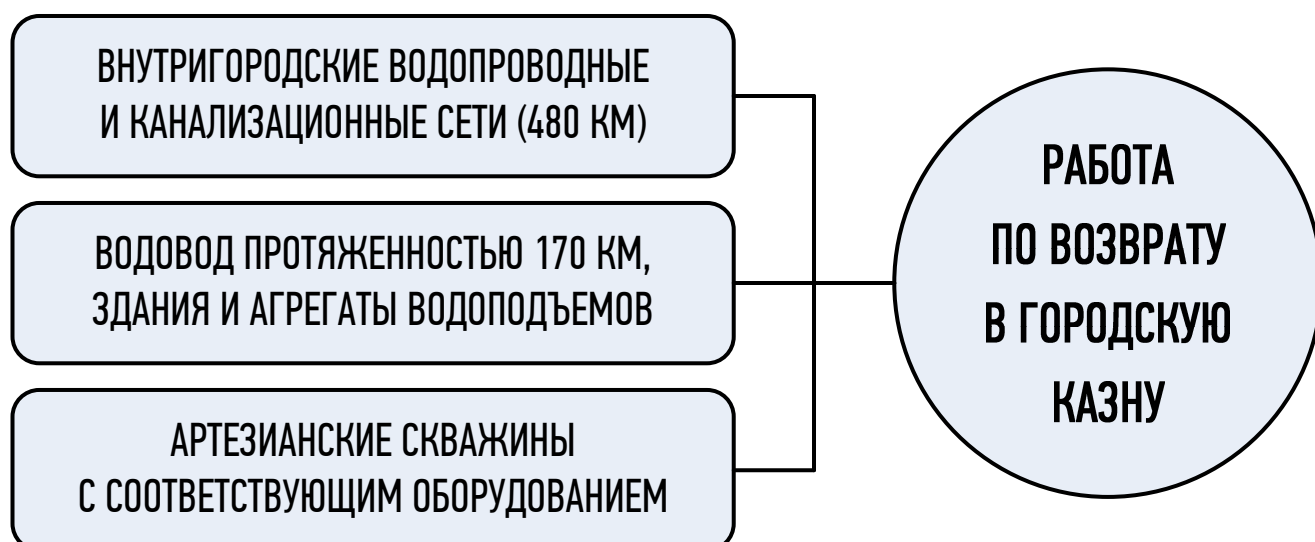 ВНУТРИГОРОДСКИЕ ВОДОПРОВОДНЫЕ
И КАНАЛИЗАЦИОННЫЕ СЕТИ (480 КМ)
ВОДОВОД ПРОТЯЖЕННОСТЬЮ 170 КМ,
ЗДАНИЯ И АГРЕГАТЫ ВОДОПОДЪЕМОВ
АРТЕЗИАНСКИЕ СКВАЖИНЫ
С СООТВЕТСТВУЮЩИМ ОБОРУДОВАНИЕМ
РАБОТА
ПО ВОЗВРАТУ
В ГОРОДСКУЮ
КАЗНУ